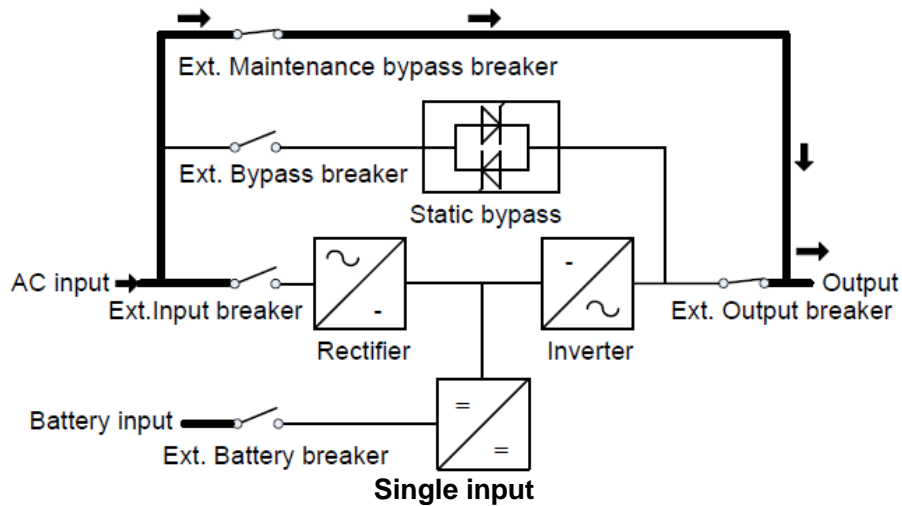 Ext. Maintenance bypass breaker
Ext. Bypass breaker
Static bypass
AC input
Ext.Input breaker
Rectifier
-
-
Inverter
Output
Ext. Output breaker
Battery input
Ext. Battery breaker
=
=
Single input